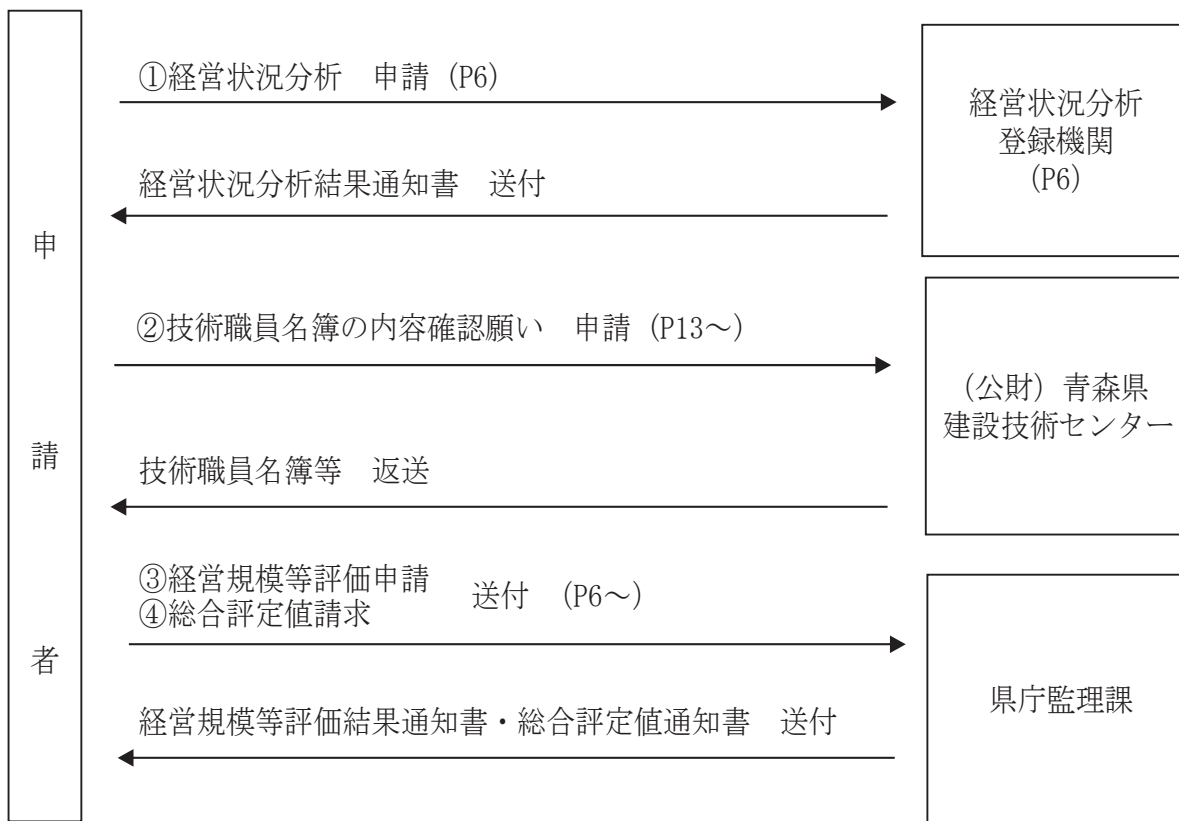 申
請
者
①経営状況分析　申請（P6）
経営状況分析
登録機関
（P6）
経営状況分析結果通知書　送付
②技術職員名簿の内容確認願い　申請（P13～）
（公財）青森県
建設技術センター
技術職員名簿等　返送
③経営規模等評価申請
④総合評定値請求
送付　（P6～）
県庁監理課
経営規模等評価結果通知書・総合評定値通知書　送付